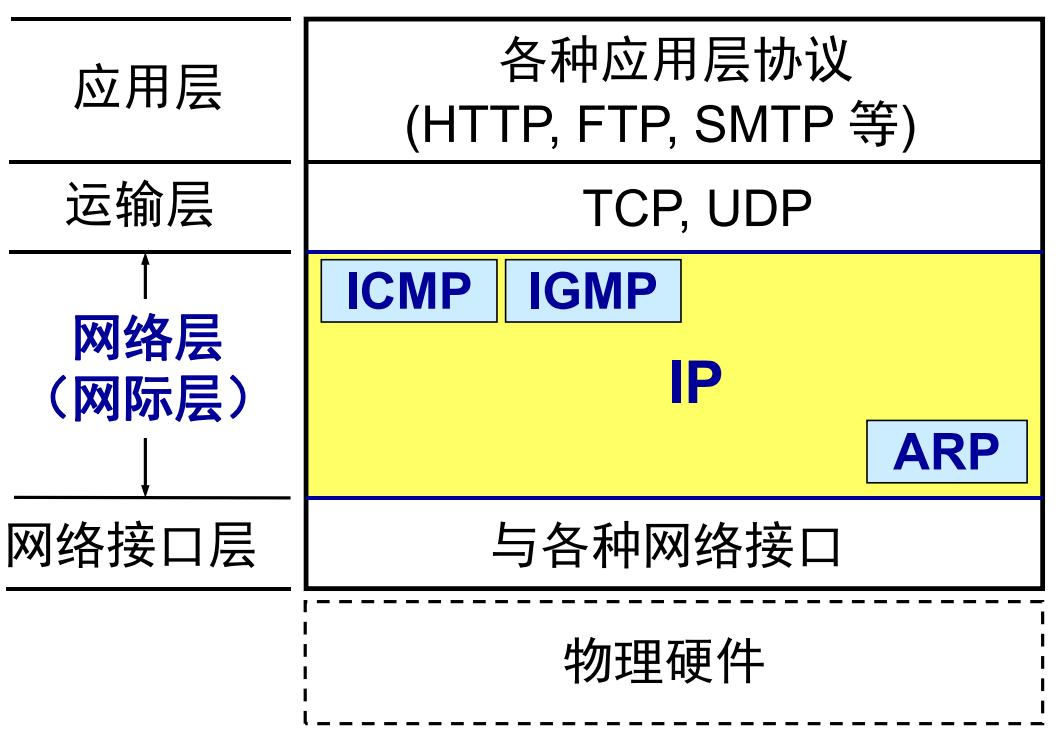 应用层
各种应用层协议
(HTTP, FTP, SMTP 等)
运输层
TCP, UDP
网络层
（网际层）
ICMP
IGMP
IP
ARP
网络接口层
与各种网络接口
物理硬件